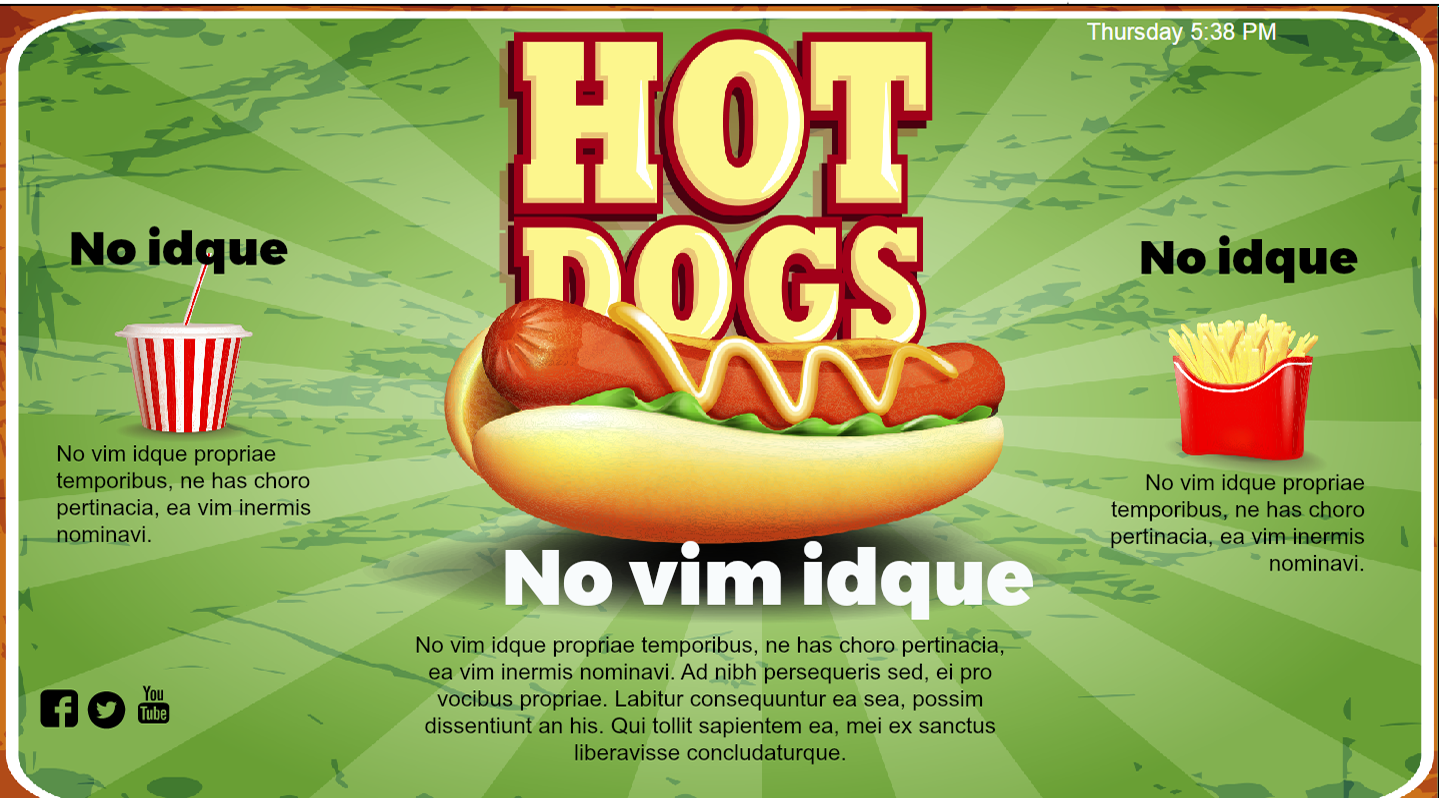 Thursday 5:38 PM
HOT
DOGS
No idque
No vim idque propriae
temporibus, ne has choro
pertinacia, ea vim inermis
nominavi.
No idque
No vim idque propriae
temporibus, ne has choro
pertinacia, ea vim inermis
nominavi.
No vim idque
No vim idque propriae temporibus, ne has choro pertinacia,
ea vim inermis nominavi. Ad nibh persequeris sed, ei pro
vocibus propriae. Labitur consequuntur ea sea, possim
dissentiunt an his. Qui tollit sapientem ea, mei ex sanctus
liberavisse concludaturque.
You
Tube